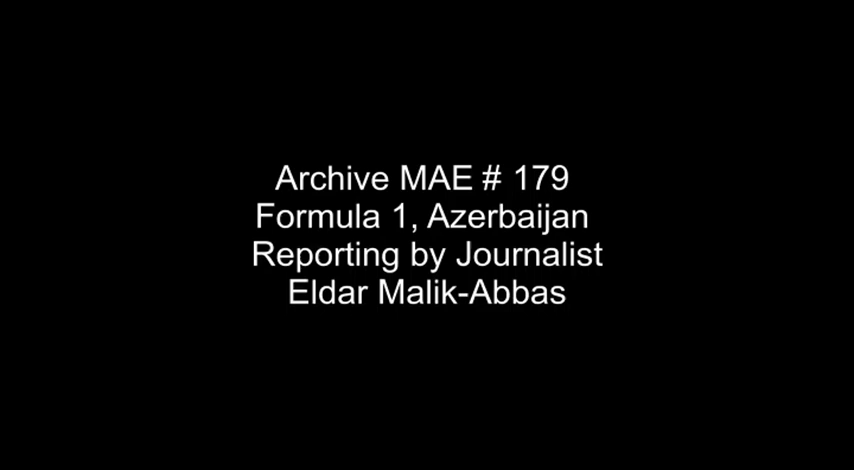 Archive MAE # 179
Formula 1, Azerbaijan
Reporting by Journalist
Eldar Malik-Abbas